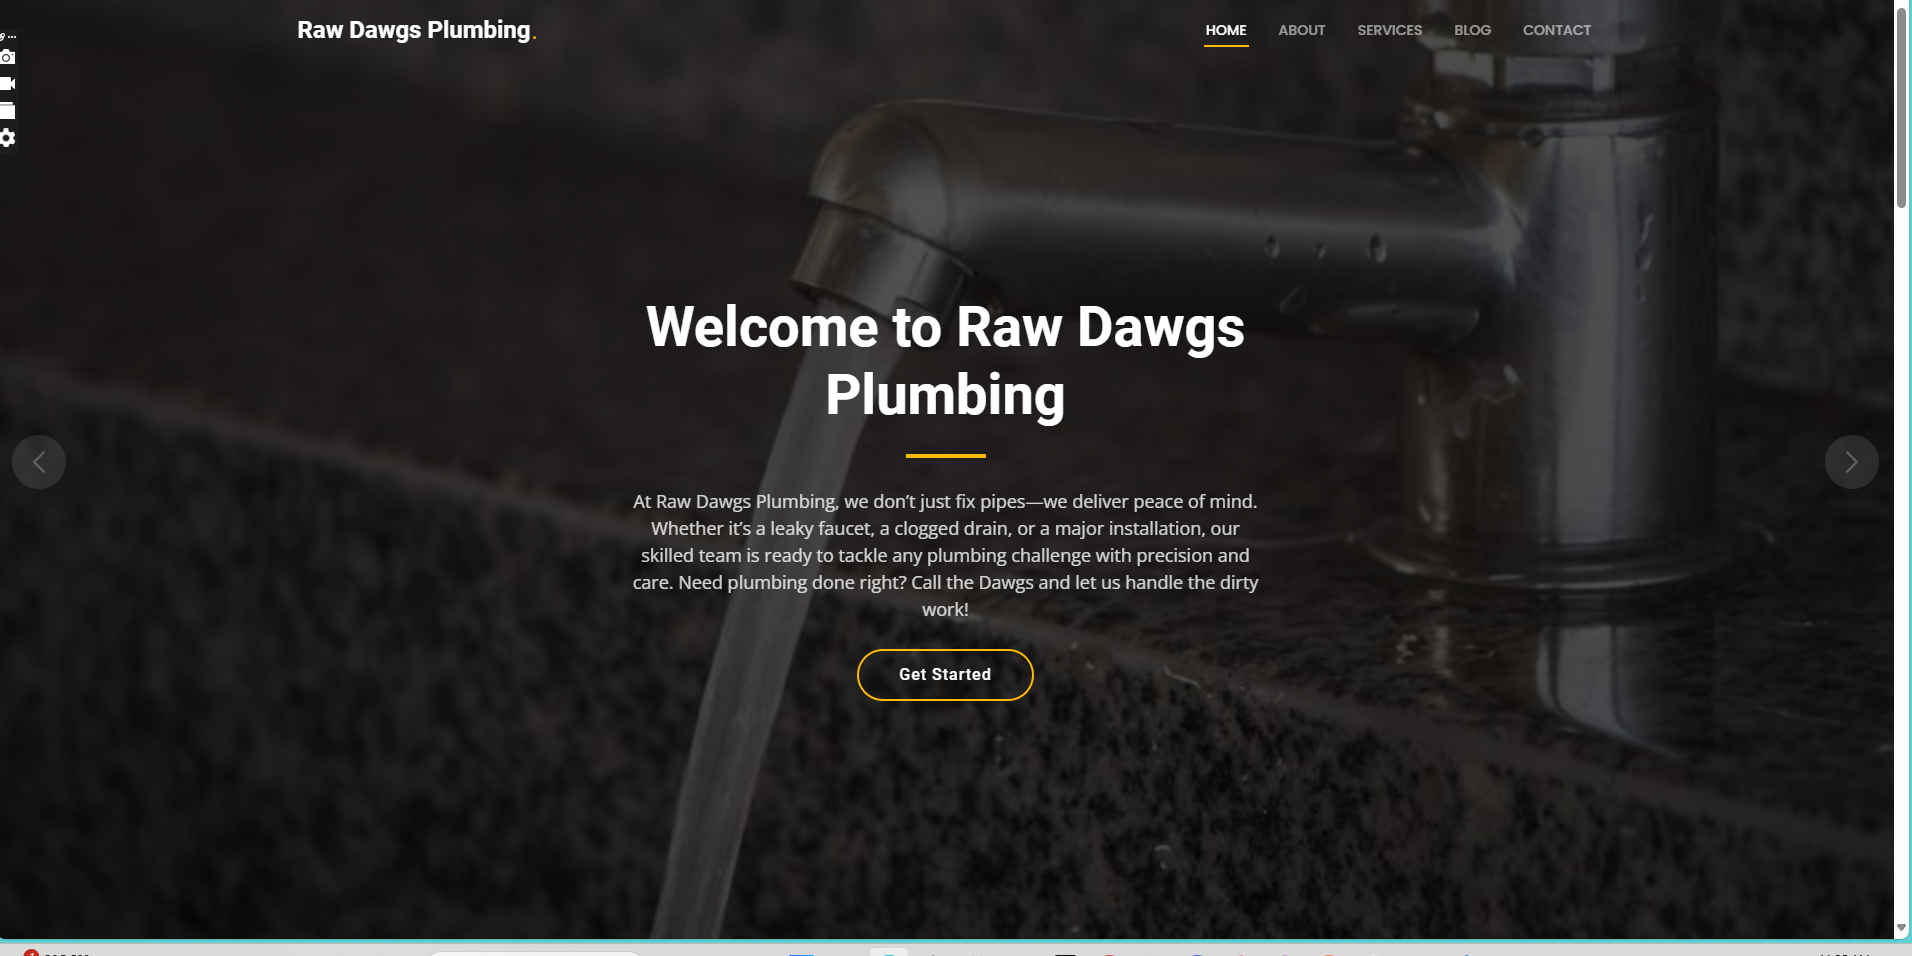 Raw Dawgs Plumbing.
HOME ABOUT SERVICES BLOG CONTACT
Welcome to Raw Dawgs
Plumbing
At Raw Dawgs Plumbing, we don’t just fix pipes—we deliver peace of mind.
Whether it’s a leaky faucet, a clogged drain, or a major installation, our
skilled team is ready to tackle any plumbing challenge with precision and
care. Need plumbing done right? Call the Dawgs and let us handle the dirty
work!
Get Started